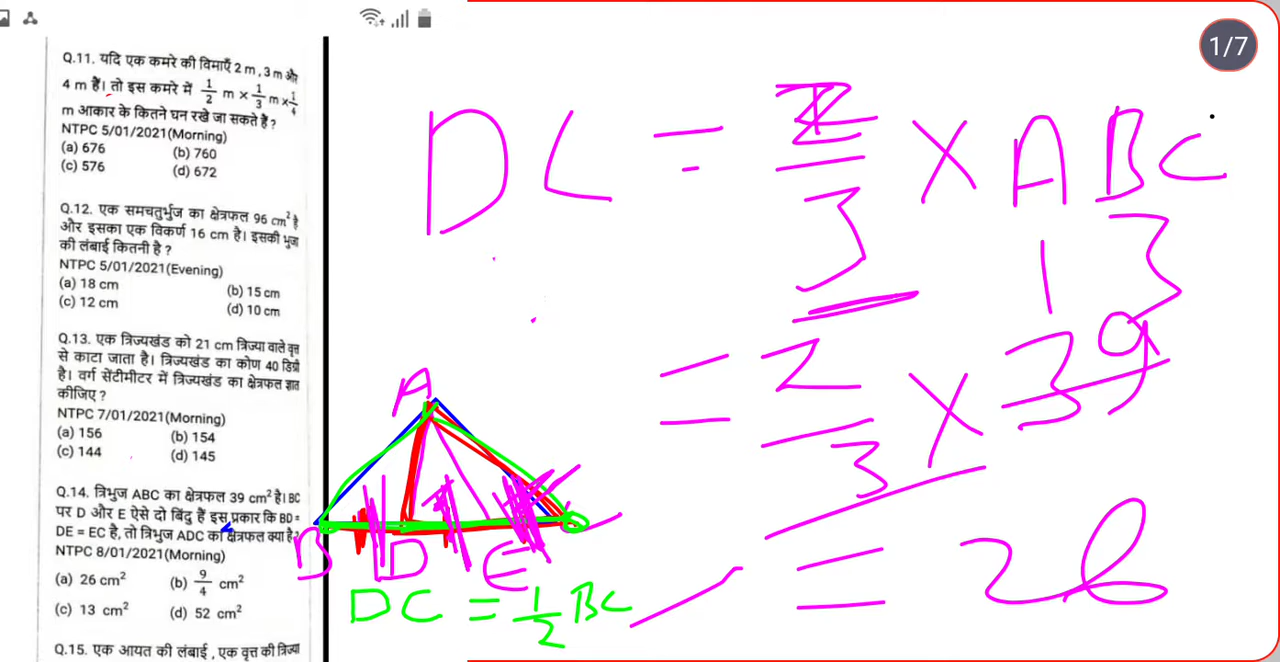 1/7
Q.11. यदि एक कमरे की विमाएँ 2 m , 3 m और
4 m हैं। तो इस कमरे में 1/2 m × 1/3 m × 1/4
m आकार के कितने घन रखे जा सकते हैं ?
NTPC 5/01/2021(Morning)
(a) 676 (b) 760
(c) 576 (d) 672
Q.12. एक समचतुर्भुज का क्षेत्रफल 96 cm² है
और इसका एक विकर्ण 16 cm है। इसकी भुजा
की लंबाई कितनी है ?
NTPC 5/01/2021(Evening)
(a) 18 cm (b) 15 cm
(c) 12 cm (d) 10 cm
Q.13. एक त्रिज्यखंड को 21 cm त्रिज्या वाले वृत्त
से काटा जाता है। त्रिज्यखंड का कोण 40 डिग्री
है। वर्ग सेंटीमीटर में त्रिज्यखंड का क्षेत्रफल ज्ञात
कीजिए ?
NTPC 7/01/2021(Morning)
(a) 156 (b) 154
(c) 144 (d) 145
Q.14. त्रिभुज ABC का क्षेत्रफल 39 cm² है। BC
पर D और E ऐसे दो बिंदु हैं इस प्रकार कि BD =
DE = EC है, तो त्रिभुज ADC का क्षेत्रफल क्या है?
NTPC 8/01/2021(Morning)
(a) 26 cm² (b) 9/4 cm²
(c) 13 cm² (d) 52 cm²
Q.15. एक आयत की लंबाई , एक वृत्त की त्रिज्या
DC = 2/3 × ABC
13
= 2/3 × 39
= 26
A
B D E
DC = 1/2 BC